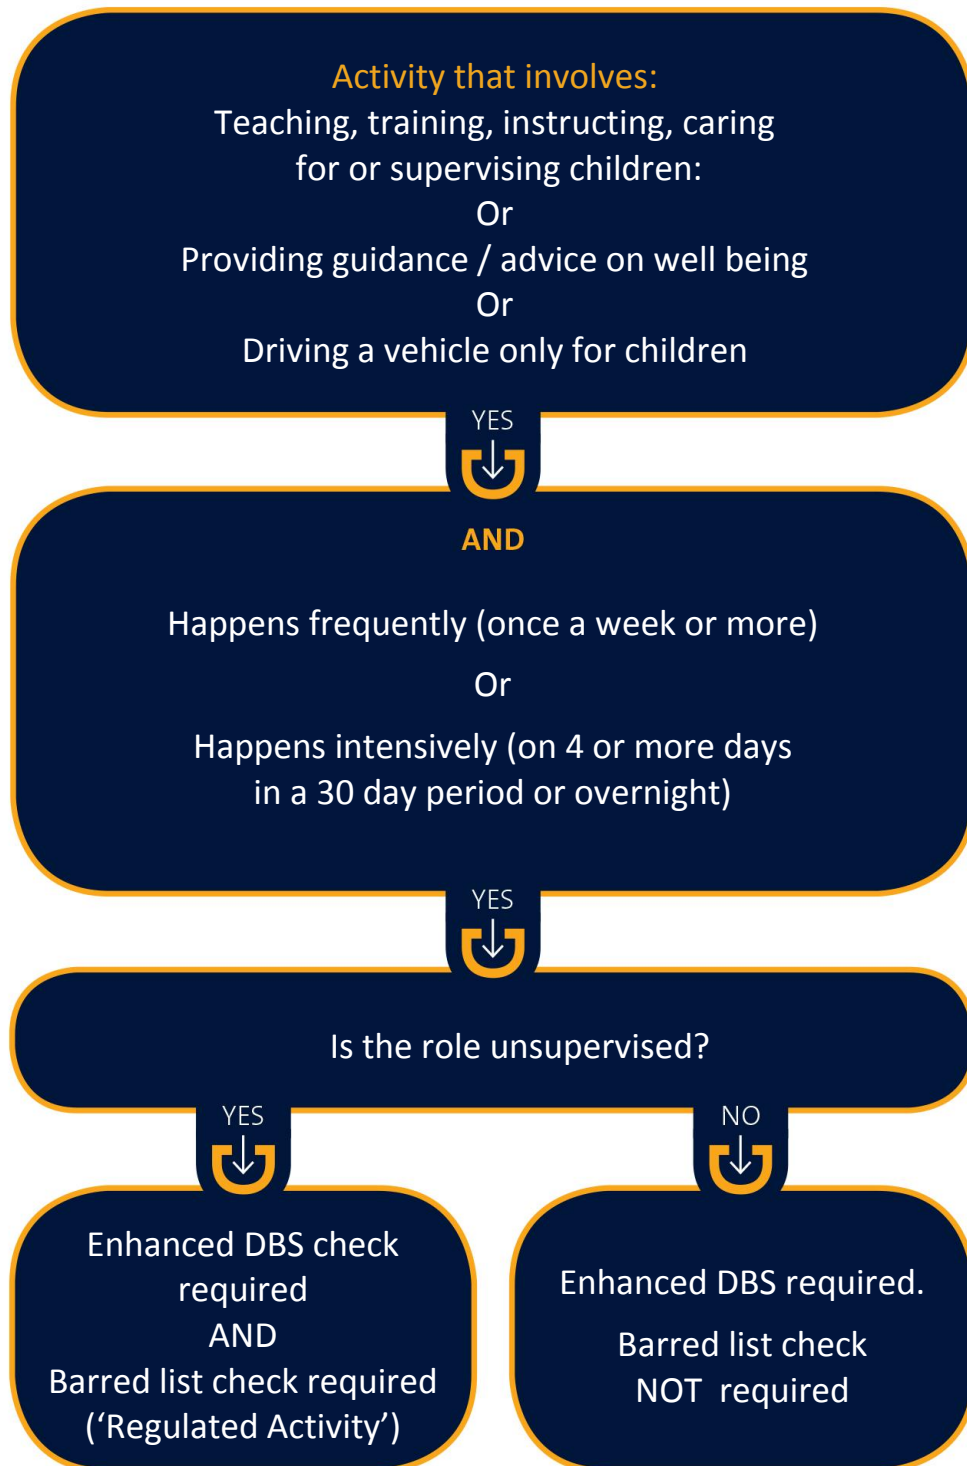 Activity that involves:
Teaching, training, instructing, caring
for or supervising children:
Or
Providing guidance / advice on well being
Or
Driving a vehicle only for children
YES
AND
Happens frequently (once a week or more)
Or
Happens intensively (on 4 or more days
in a 30 day period or overnight)
YES
Is the role unsupervised?
YES
NO
Enhanced DBS check
required
AND
Barred list check required
(‘Regulated Activity’)
Enhanced DBS required.
Barred list check
NOT required